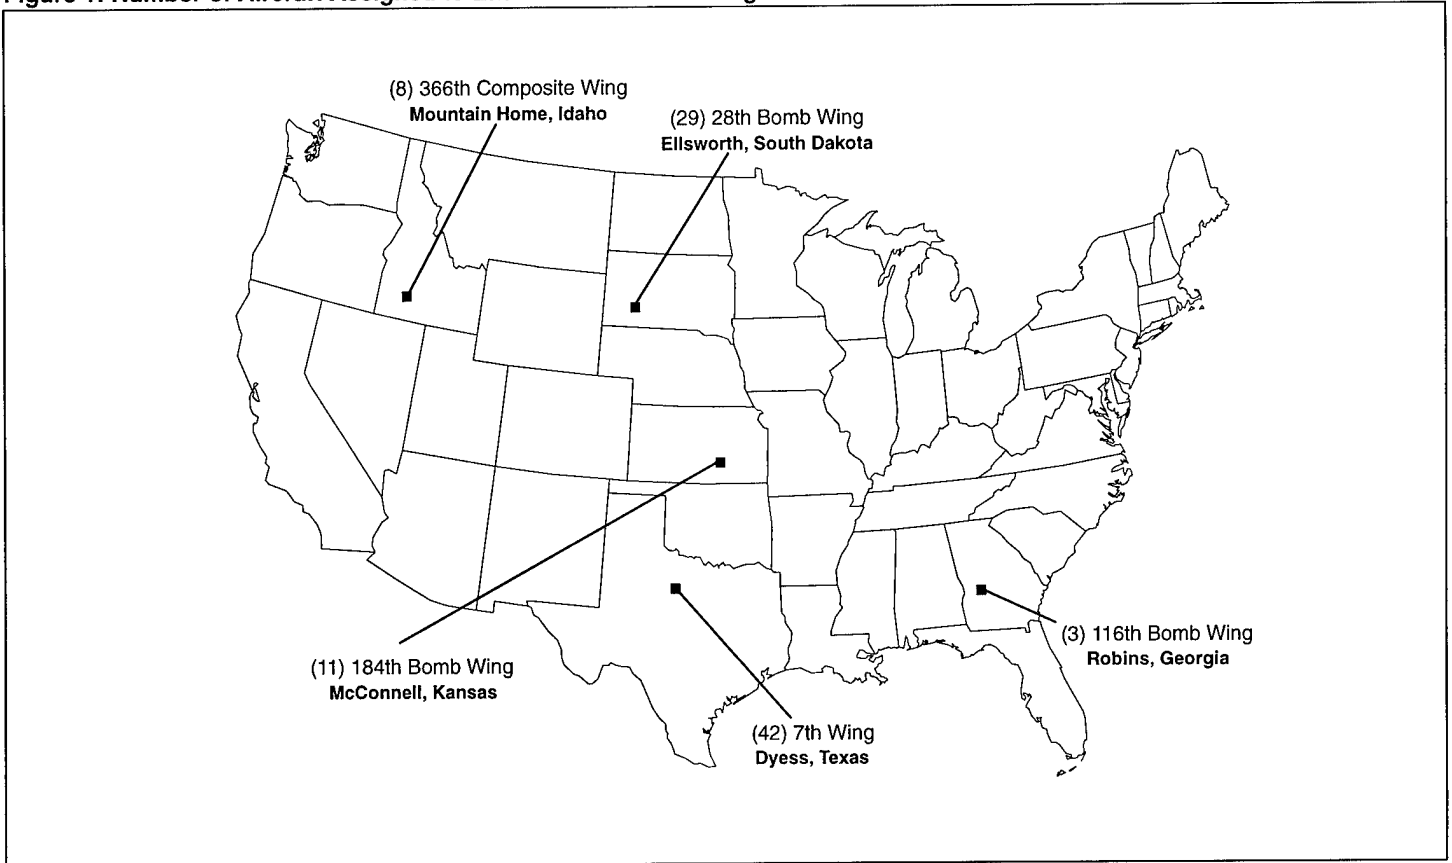 (8) 366th Composite Wing
Mountain Home, Idaho
(29) 28th Bomb Wing
Ellsworth, South Dakota
(11) 184th Bomb Wing
McConnell, Kansas
(3) 116th Bomb Wing
Robins, Georgia
(42) 7th Wing
Dyess, Texas